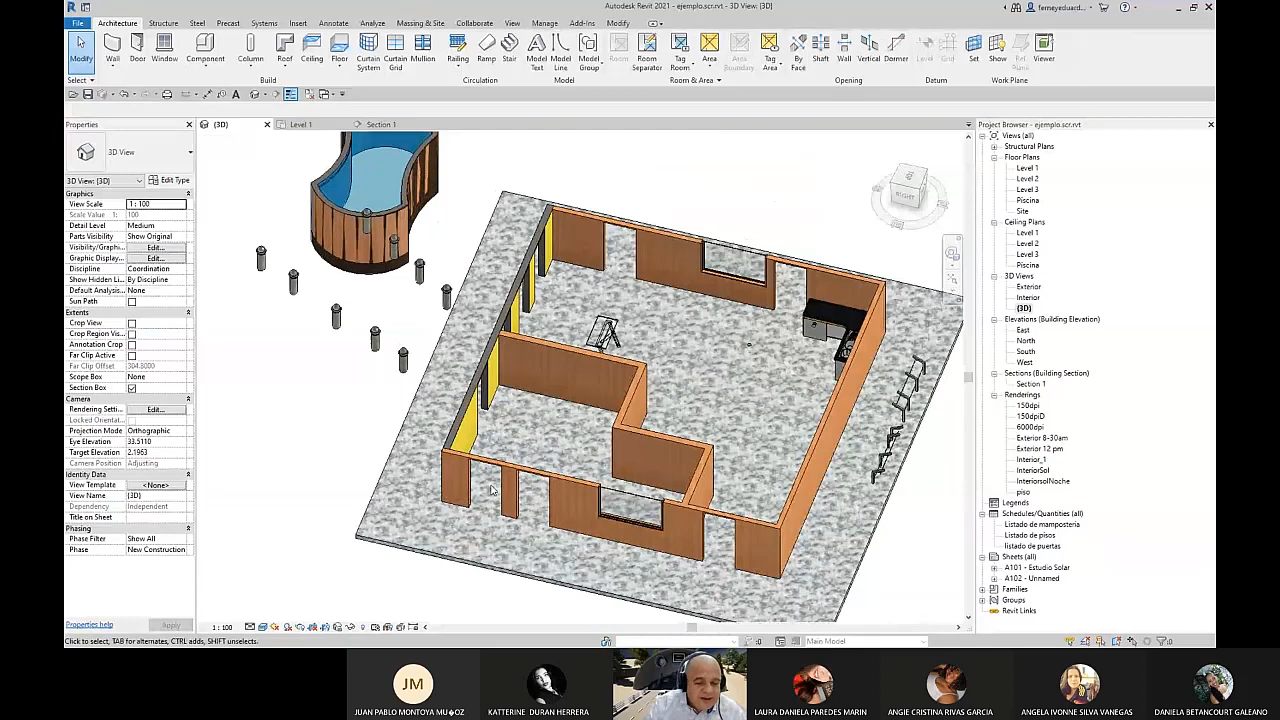 Autodesk Revit 2021 - ejemplo.scr.rvt - 3D View: {3D}
ferneyeduard...
File Architecture Structure Steel Precast Systems Insert Annotate Analyze Massing & Site Collaborate View Manage Add-Ins Modify
Modify Wall Door Window Component Column Roof Ceiling Floor Curtain System Curtain Grid Mullion Railing Ramp Stair Model Text Model Line Model Group Room Room Separator Tag Room Area Area Boundary Tag Area By Face Shaft Wall Vertical Dormer Level Grid Set Show Ref Plane Viewer
Select Build Circulation Model Room & Area Opening Datum Work Plane
Properties
{3D} Level 1 Section 1
Project Browser - ejemplo.scr.rvt
3D View
3D View: {3D} Edit Type
Graphics
View Scale 1 : 100
Scale Value 1: 100
Detail Level Medium
Parts Visibility Show Original
Visibility/Graphi... Edit...
Graphic Display... Edit...
Discipline Coordination
Show Hidden Li... By Discipline
Default Analysis... None
Sun Path
Extents
Crop View
Crop Region Vis...
Annotation Crop
Far Clip Active
Far Clip Offset 304.8000
Scope Box None
Section Box
Camera
Rendering Setti... Edit...
Locked Orientat...
Projection Mode Orthographic
Eye Elevation 33.5110
Target Elevation 2.1963
Camera Position Adjusting
Identity Data
View Template <None>
View Name {3D}
Dependency Independent
Title on Sheet
Phasing
Phase Filter Show All
Phase New Construction
Properties help Apply
RIGHT
Views (all)
Structural Plans
Floor Plans
Level 1
Level 2
Level 3
Piscina
Site
Ceiling Plans
Level 1
Level 2
Level 3
Piscina
3D Views
Exterior
Interior
{3D}
Elevations (Building Elevation)
East
North
South
West
Sections (Building Section)
Section 1
Renderings
150dpi
150dpiD
6000dpi
Exterior 8-30am
Exterior 12 pm
Interior_1
InteriorSol
InteriorsolNoche
piso
Legends
Schedules/Quantities (all)
Listado de mamposteria
Listado de pisos
listado de puertas
Sheets (all)
A101 - Estudio Solar
A102 - Unnamed
Families
Groups
Revit Links
1 : 100
Click to select, TAB for alternates, CTRL adds, SHIFT unselects.
:0 Main Model :0
JM
JUAN PABLO MONTOYA MU�OZ
KATTERINE DURAN HERRERA
LAURA DANIELA PAREDES MARIN
ANGIE CRISTINA RIVAS GARCIA
ANGELA IVONNE SILVA VANEGAS
DANIELA BETANCOURT GALEANO